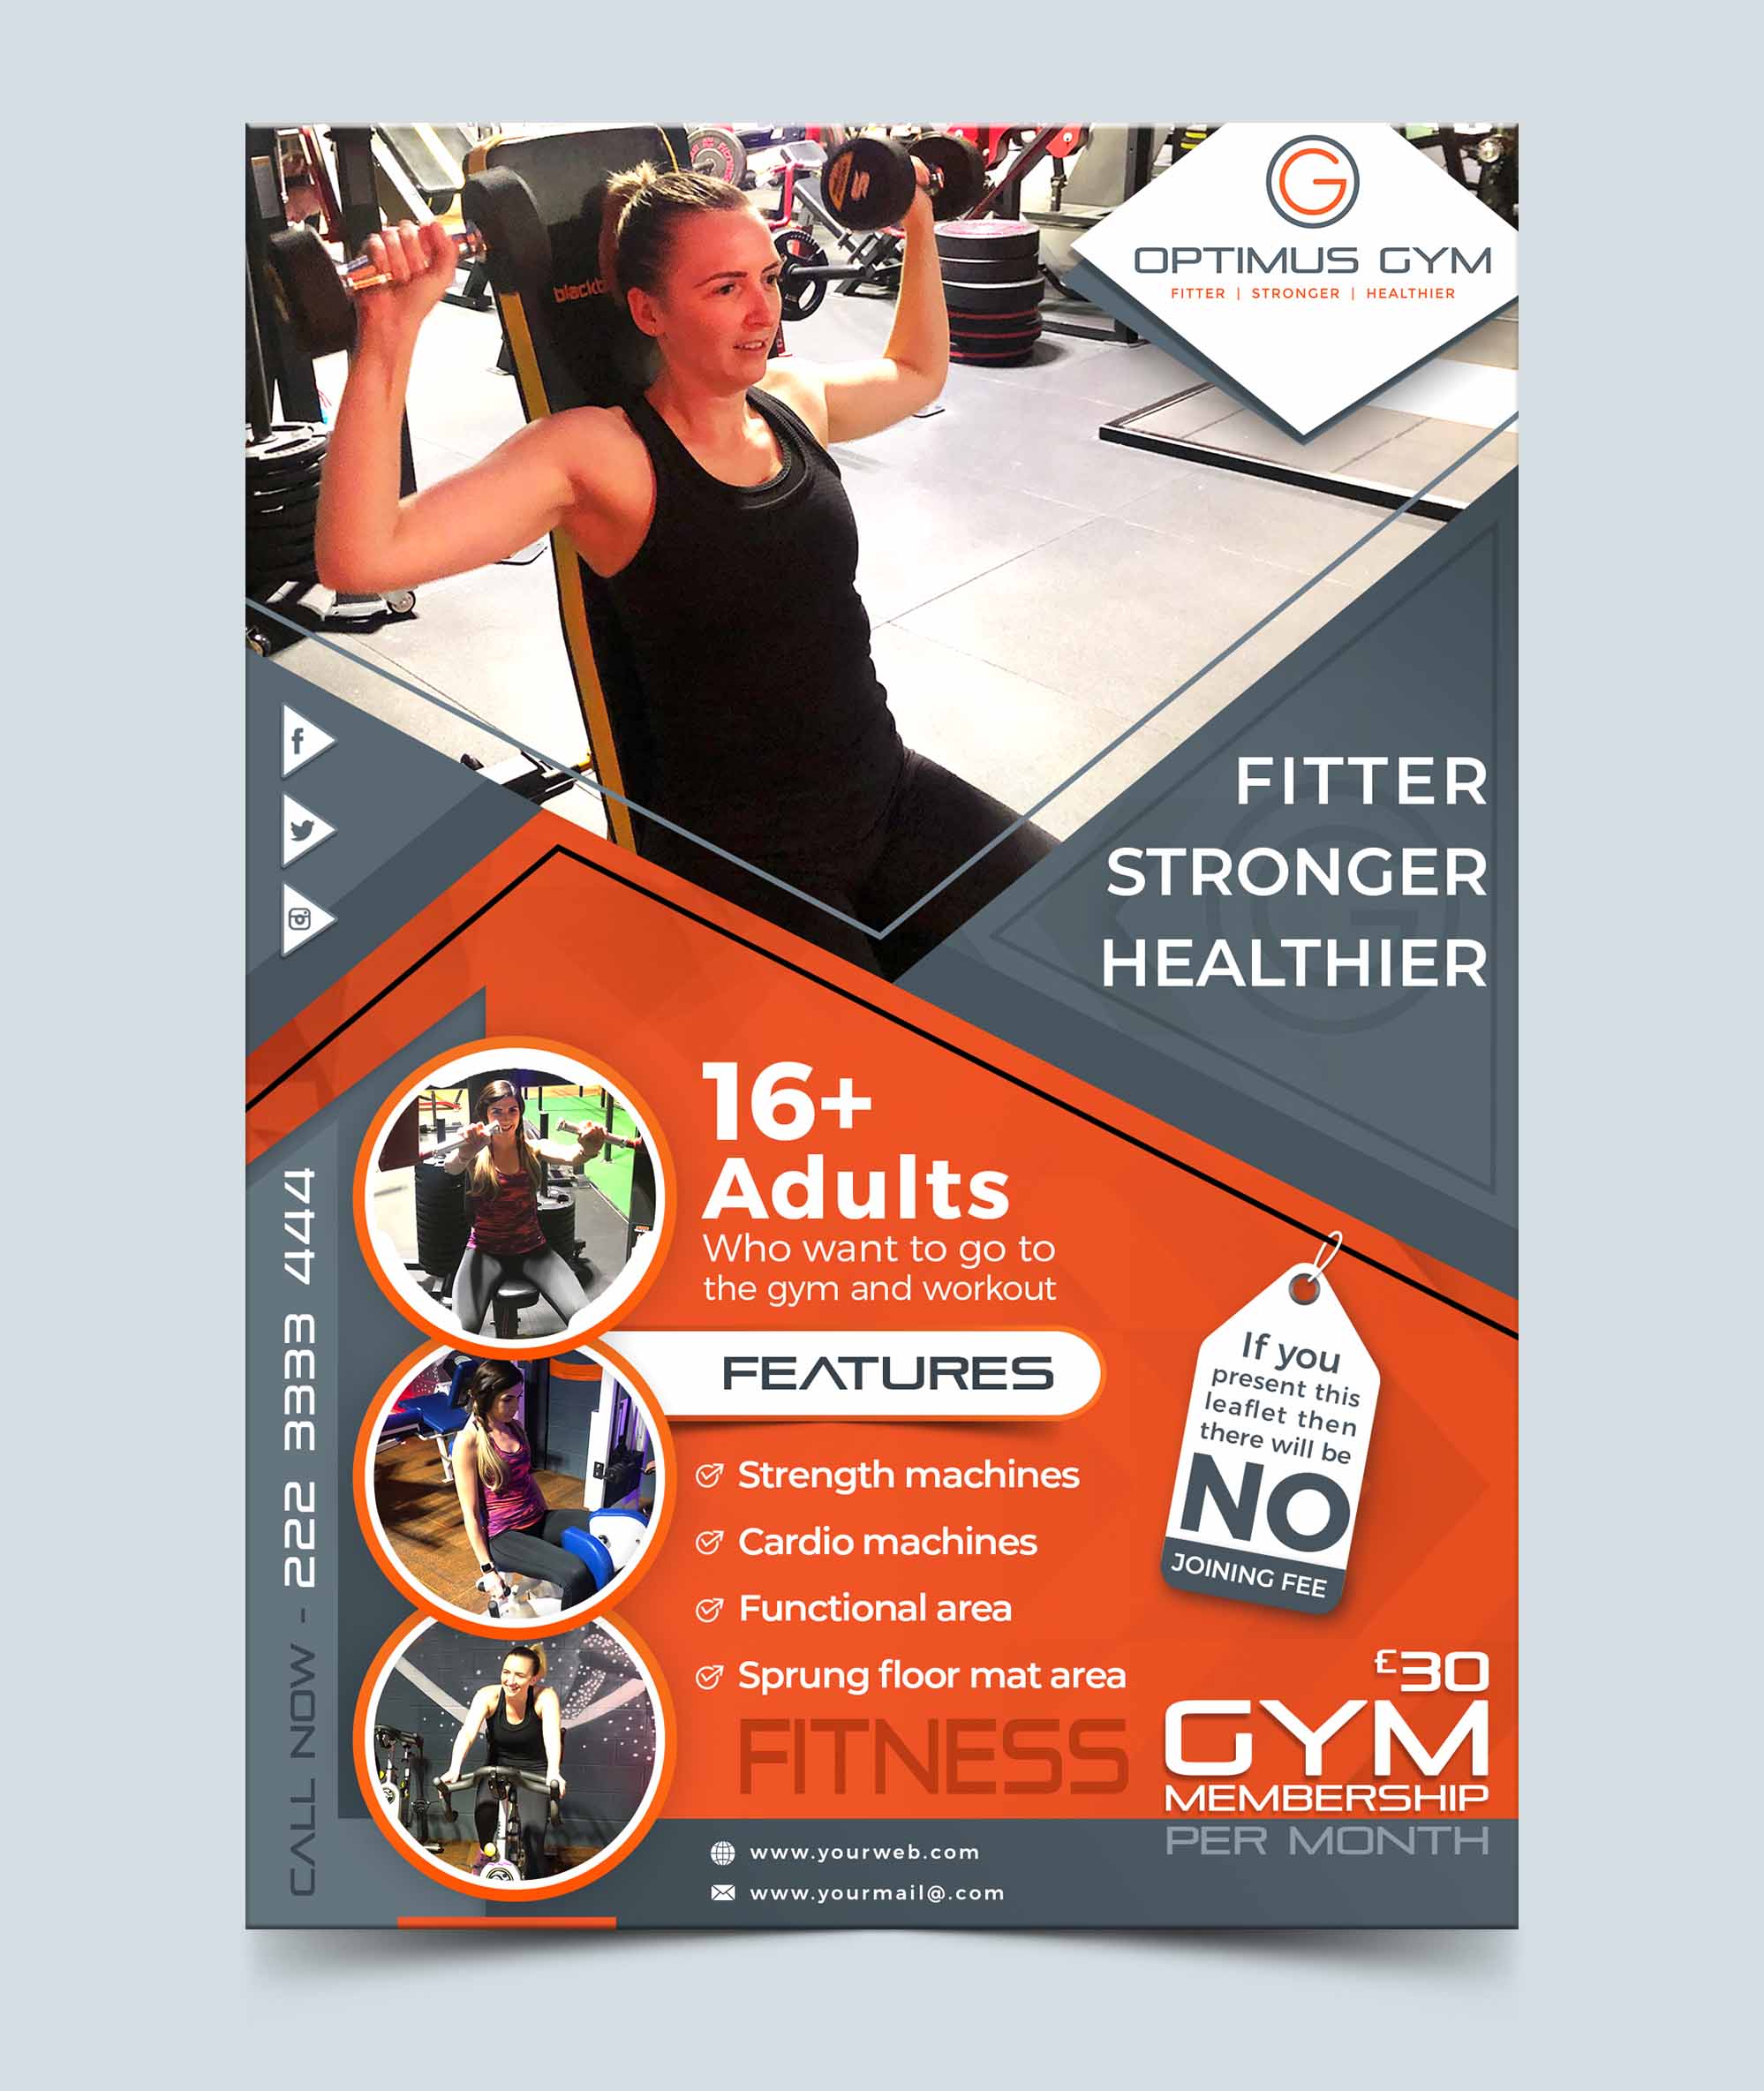 G
OPTIMUS GYM
FITTER | STRONGER | HEALTHIER
FITTER
STRONGER
HEALTHIER
16+
Adults
Who want to go to
the gym and workout
FEATURES
Strength machines
Cardio machines
Functional area
Sprung floor mat area
FITNESS
If you
present this
leaflet then
there will be
NO
JOINING FEE
£30
GYM
MEMBERSHIP
PER MONTH
CALL NOW - 222 3333 444
www.yourweb.com
www.yourmail@.com